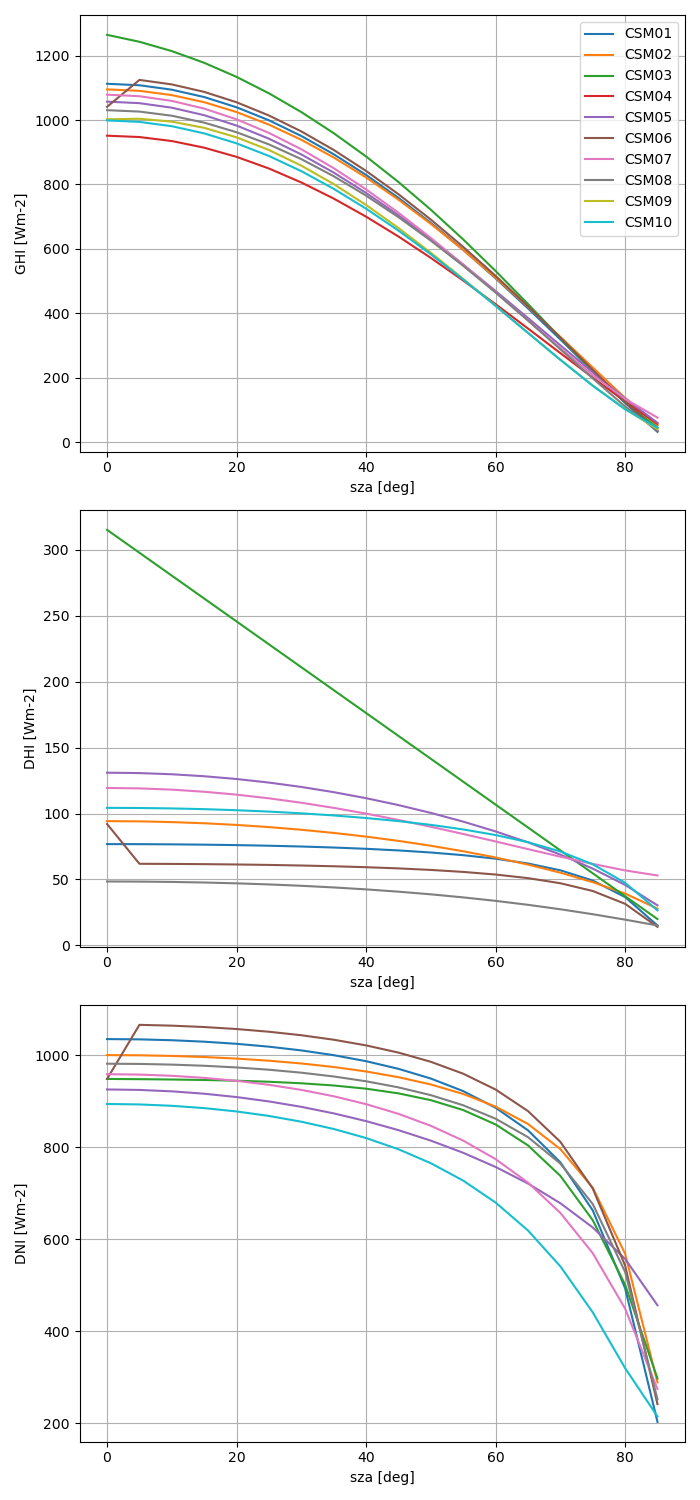 1200
1000
800
600
400
200
0
GHI [Wm-2]
CSM01
CSM02
CSM03
CSM04
CSM05
CSM06
CSM07
CSM08
CSM09
CSM10
0 20 40 60 80
sza [deg]
300
250
200
150
100
50
0
DHI [Wm-2]
0 20 40 60 80
sza [deg]
1000
800
600
400
200
DNI [Wm-2]
0 20 40 60 80
sza [deg]